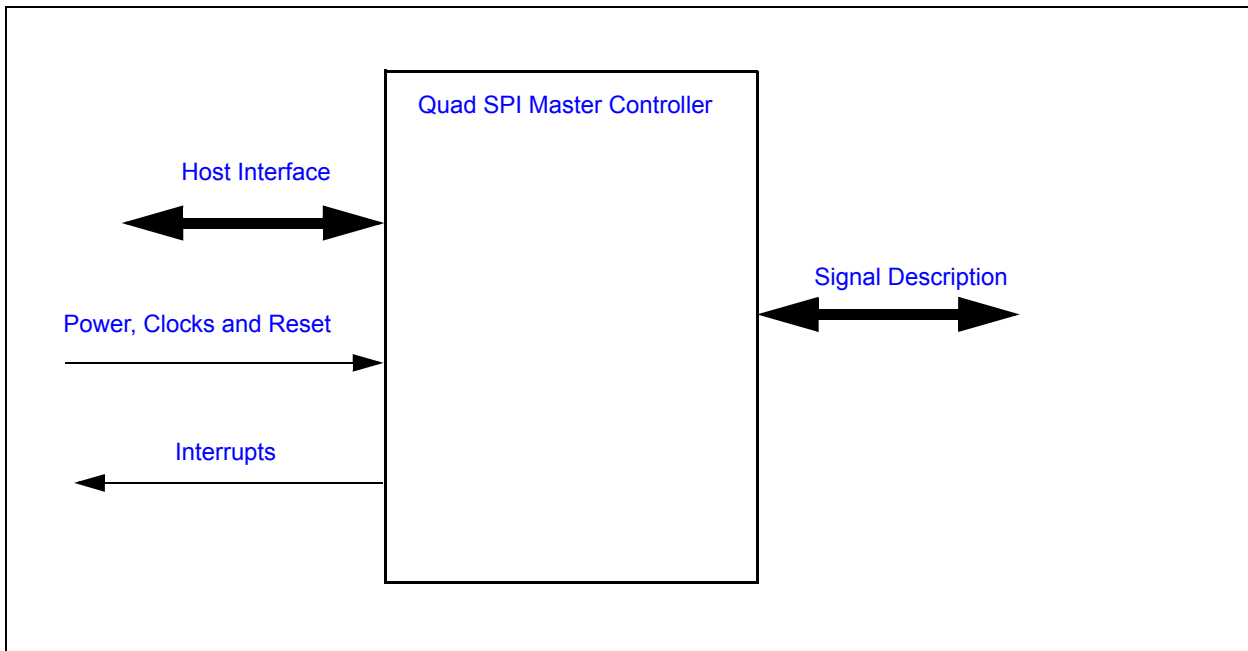 Quad SPI Master Controller
Host Interface
Signal Description
Power, Clocks and Reset
Interrupts